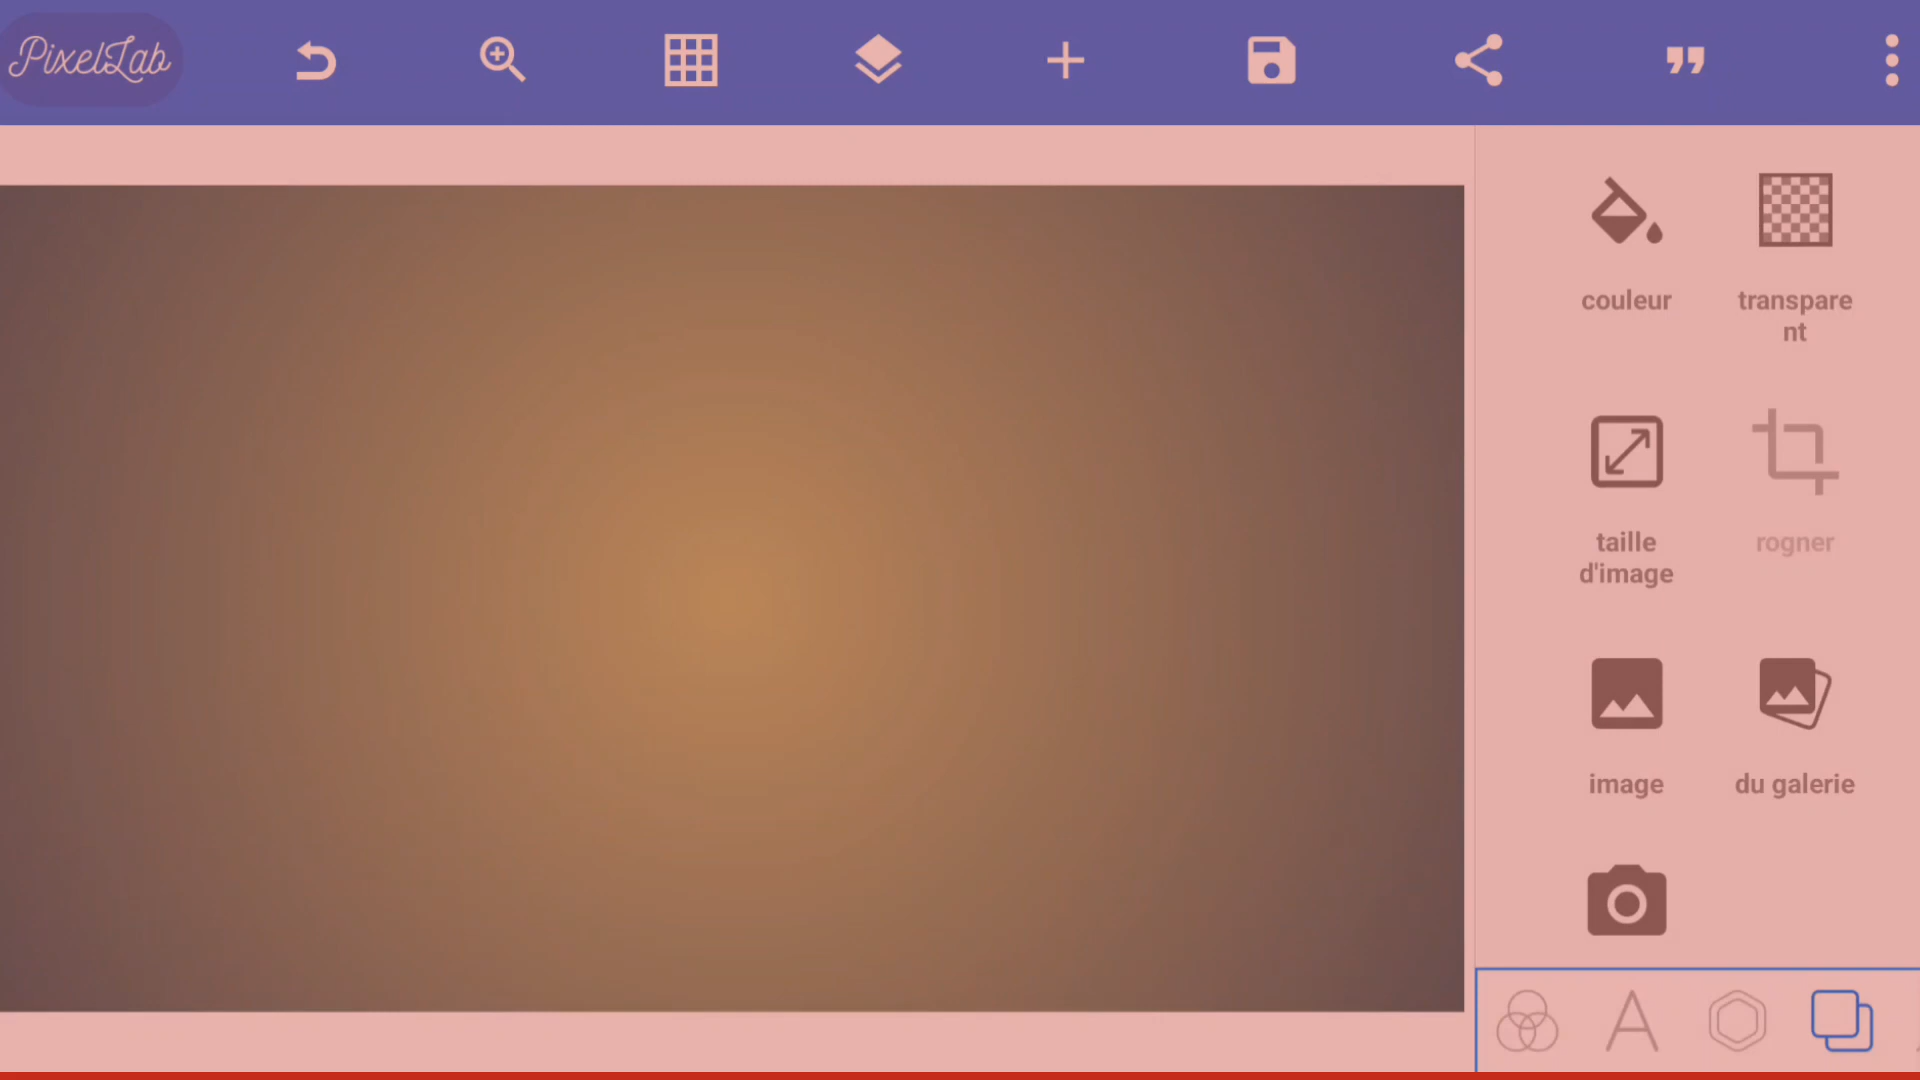 PixelLab
couleur
transpare
nt
taille
d'image
rogner
image
du galerie